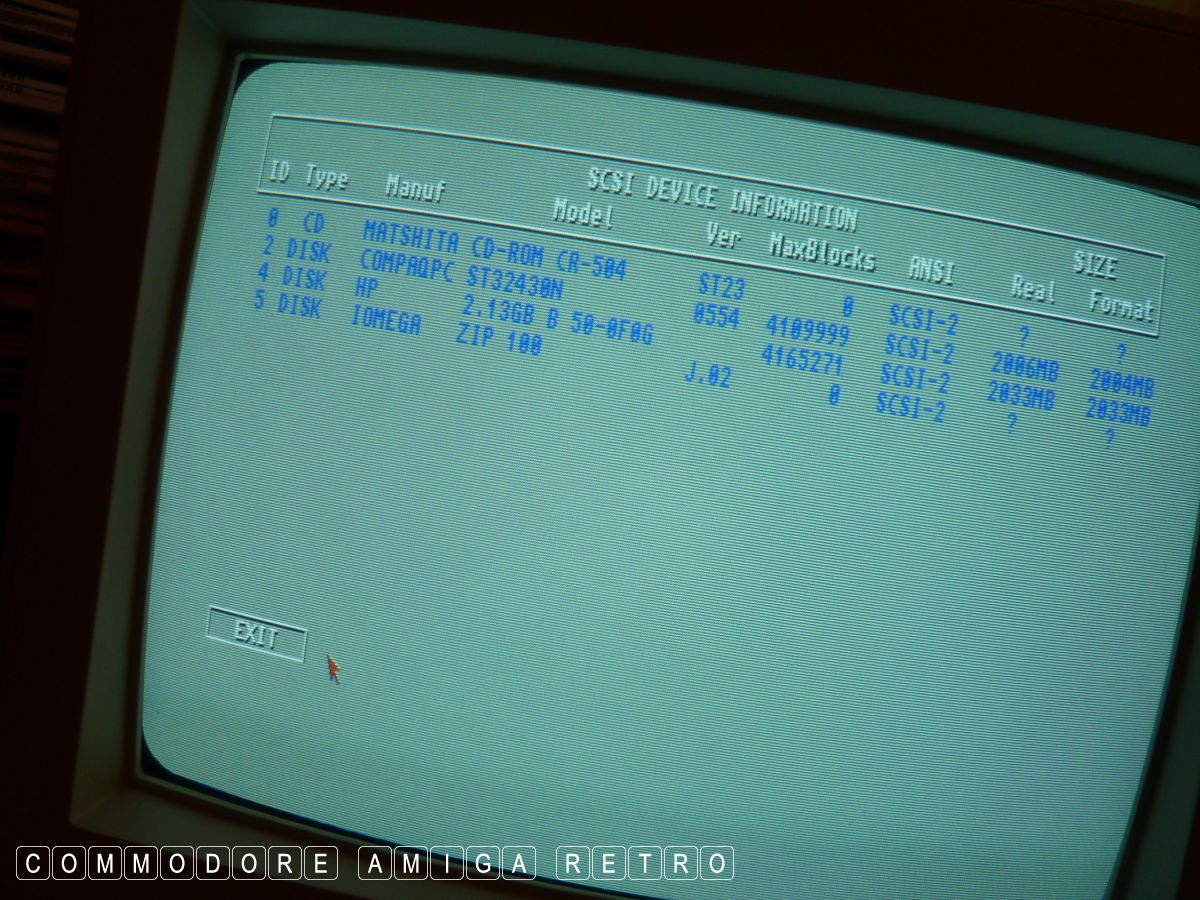 SCSI DEVICE INFORMATION SIZE
ID Type Manuf Model Ver MaxBlocks ANSI Real Format
0 CD MATSHITA CD-ROM CR-504 ST23 0 SCSI-2 ? ?
2 DISK COMPAQPC ST32430N 0554 4109999 SCSI-2 2006MB 2004MB
4 DISK HP 2.13GB B 50-0F0G 4165271 SCSI-2 2033MB 2033MB
5 DISK IOMEGA ZIP 100 J.02 0 SCSI-2 ? ?
EXIT
COMMODORE AMIGA RETRO